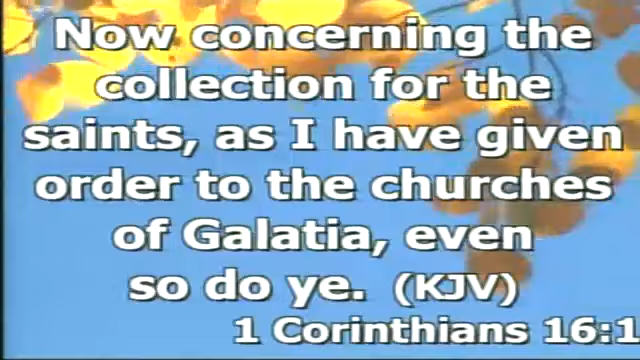 Now concerning the
collection for the
saints, as I have given
order to the churches
of Galatia, even
so do ye. (KJV)
1 Corinthians 16:1